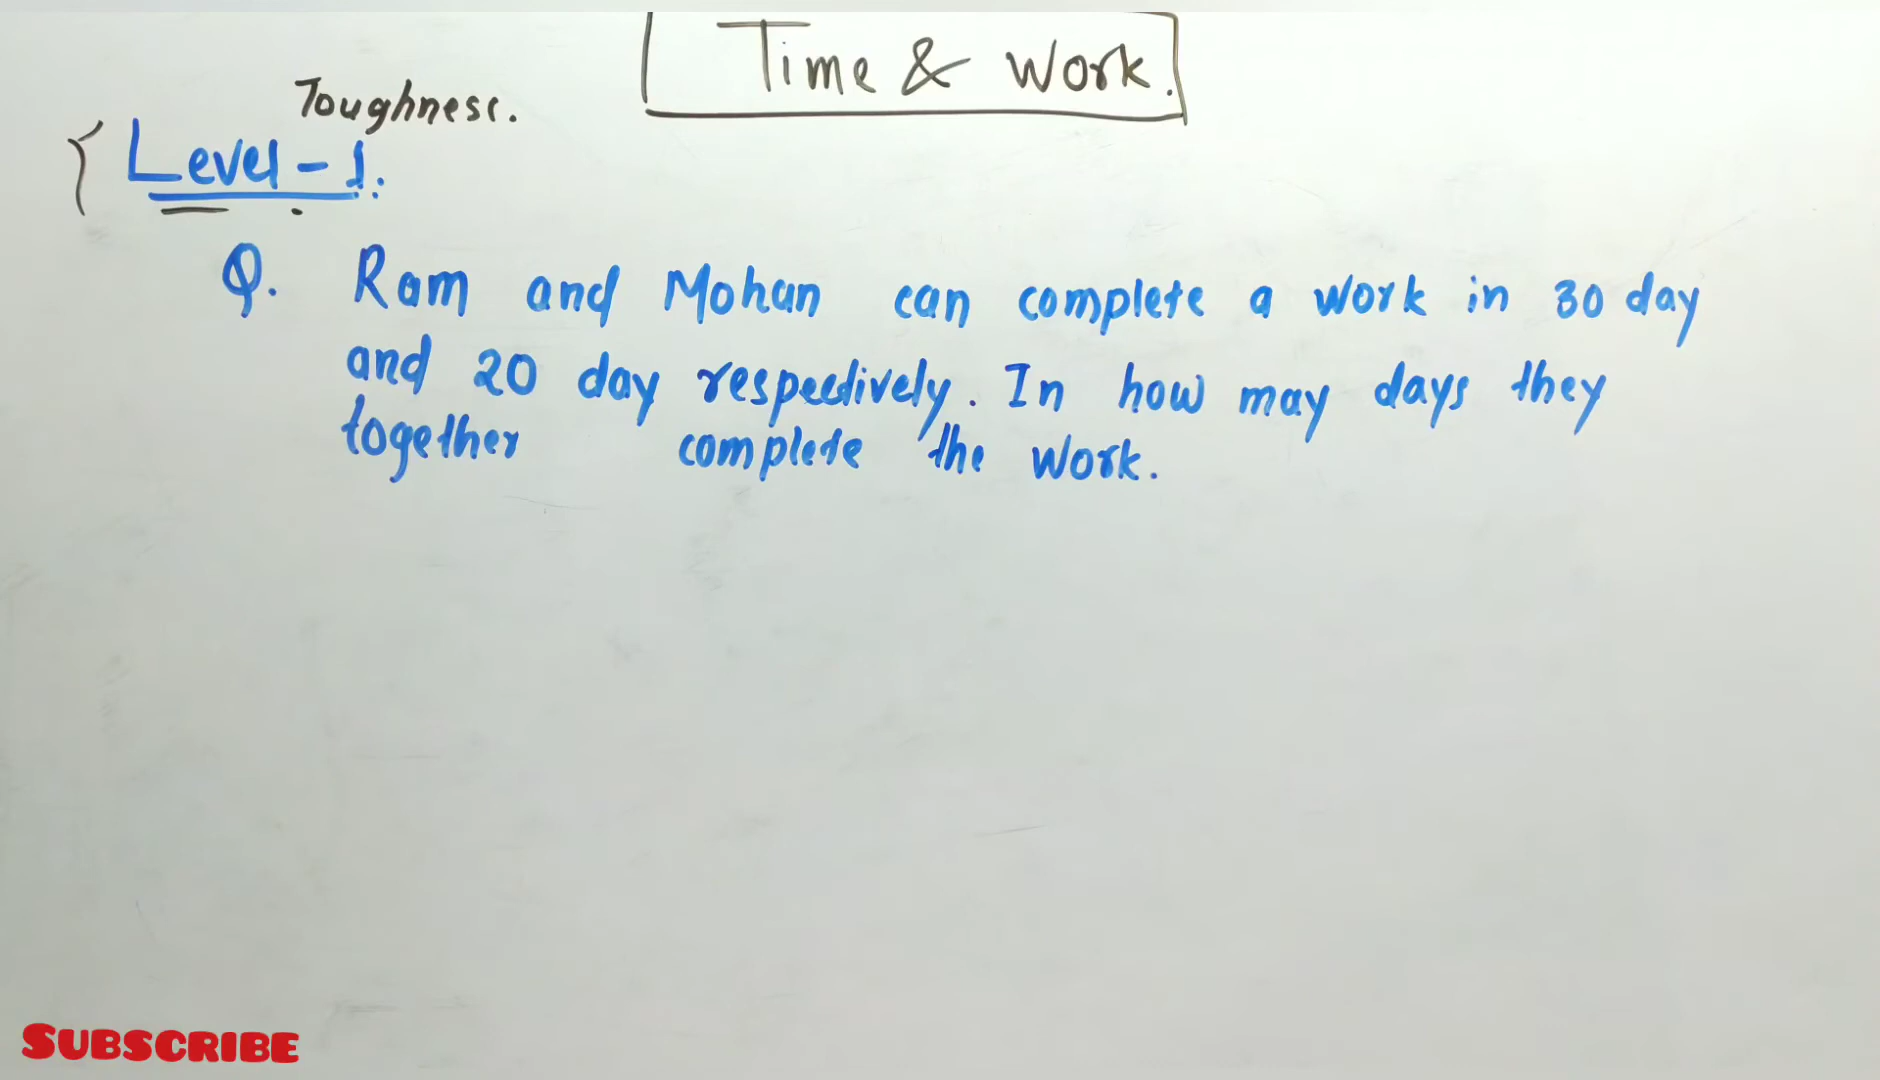 Time & Work.
Toughness.
Level-1.
Q. Ram and Mohan can complete a work in 30 day
and 20 day respectively. In how may days they
together complete the work.
SUBSCRIBE